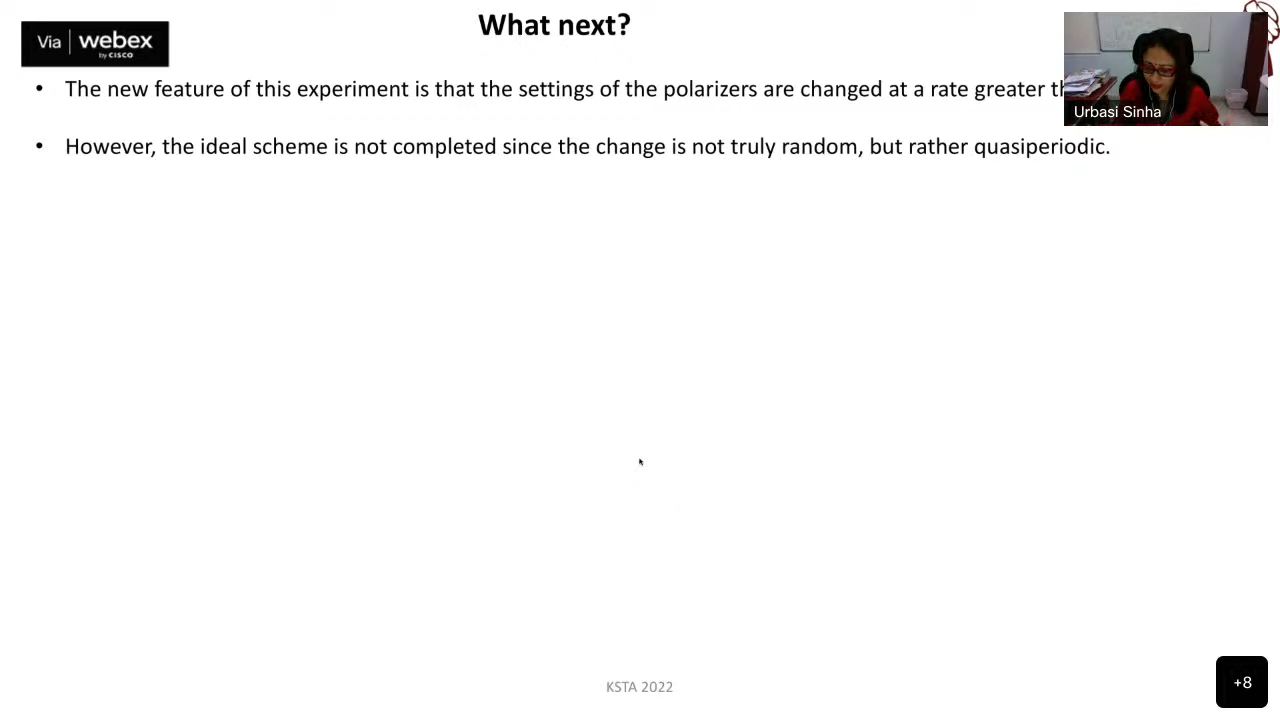 What next?
Via webex
by CISCO
• The new feature of this experiment is that the settings of the polarizers are changed at a rate greater
Urbasi Sinha
• However, the ideal scheme is not completed since the change is not truly random, but rather quasiperiodic.
KSTA 2022
+8